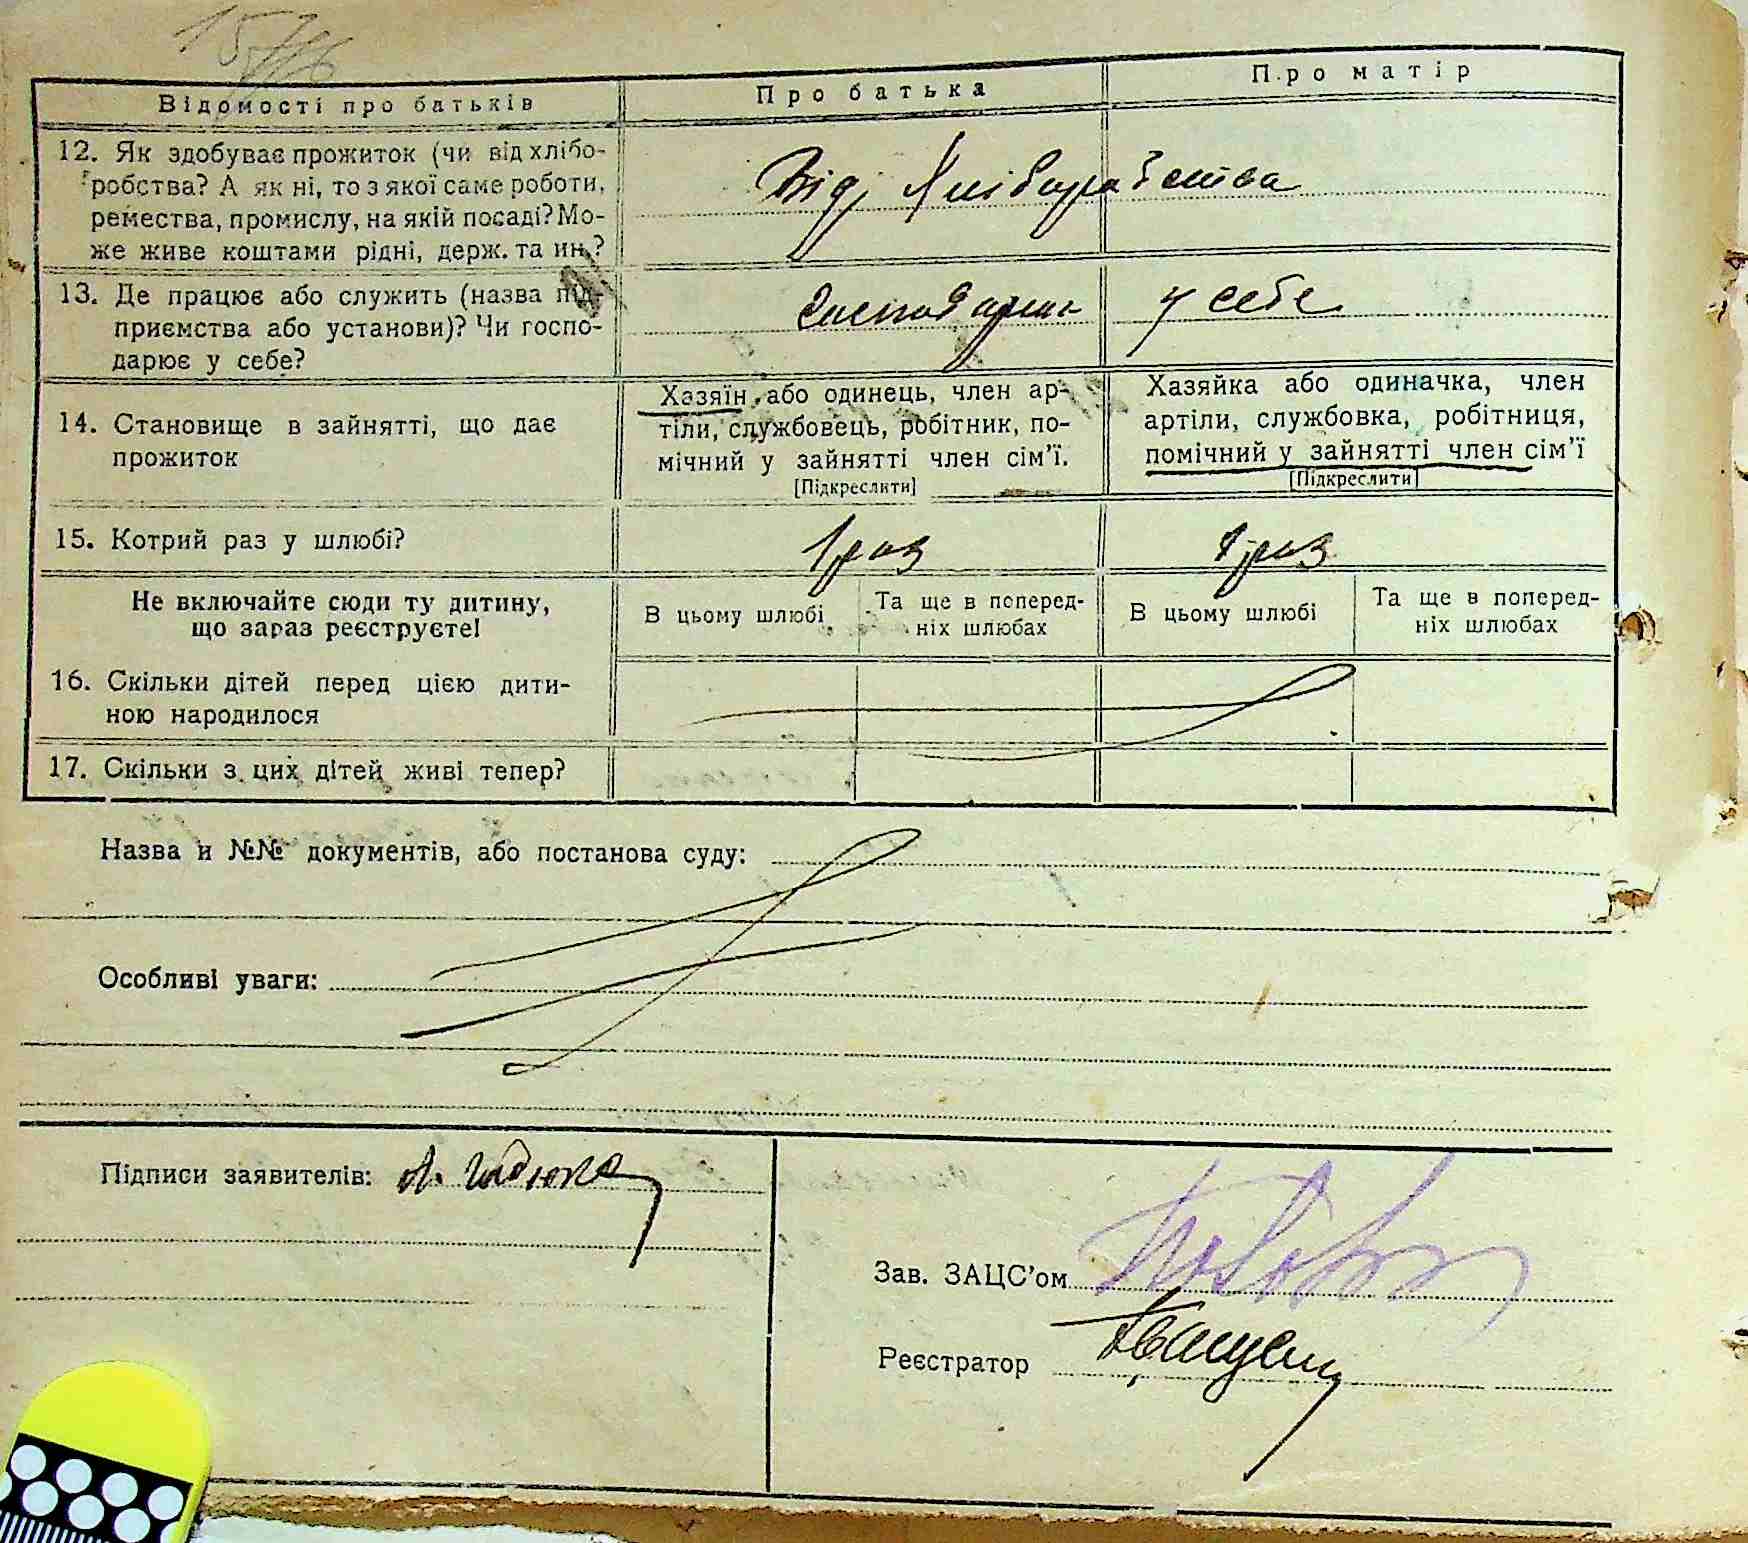 Відомості про батьків
Про батька
Про матір
12. Як здобуває прожиток (чи від хлібо-
робства? А як ні, то з якої саме роботи,
ремества, промислу, на якій посаді? Мо-
же живе коштами рідні, держ. та ин.?
Від хліборобства
13. Де працює або служить (назва під-
приємства або установи)? Чи госпо-
дарює у себе?
у себе
14. Становище в зайнятті, що дає
прожиток
Хазяїн, або одинець, член ар-
тіли, службовець, робітник, по-
мічний у зайнятті член сім'ї.
[Підкреслити]
Хазяйка або одиначка, член
артіли, службовка, робітниця,
помічний у зайнятті член сім'ї
[Підкреслити]
15. Котрий раз у шлюбі?
1 раз
1 раз
Не включайте сюди ту дитину,
що зараз реєструєте!
В цьому шлюбі
Та ще в поперед-
ніх шлюбах
В цьому шлюбі
Та ще в поперед-
ніх шлюбах
16. Скільки дітей перед цією дити-
ною народилося
17. Скільки з цих дітей живі тепер?
Назва и №№ документів, або постанова суду:
Особливі уваги:
Підписи заявителів:
Зав. ЗАЦС'ом
Реєстратор